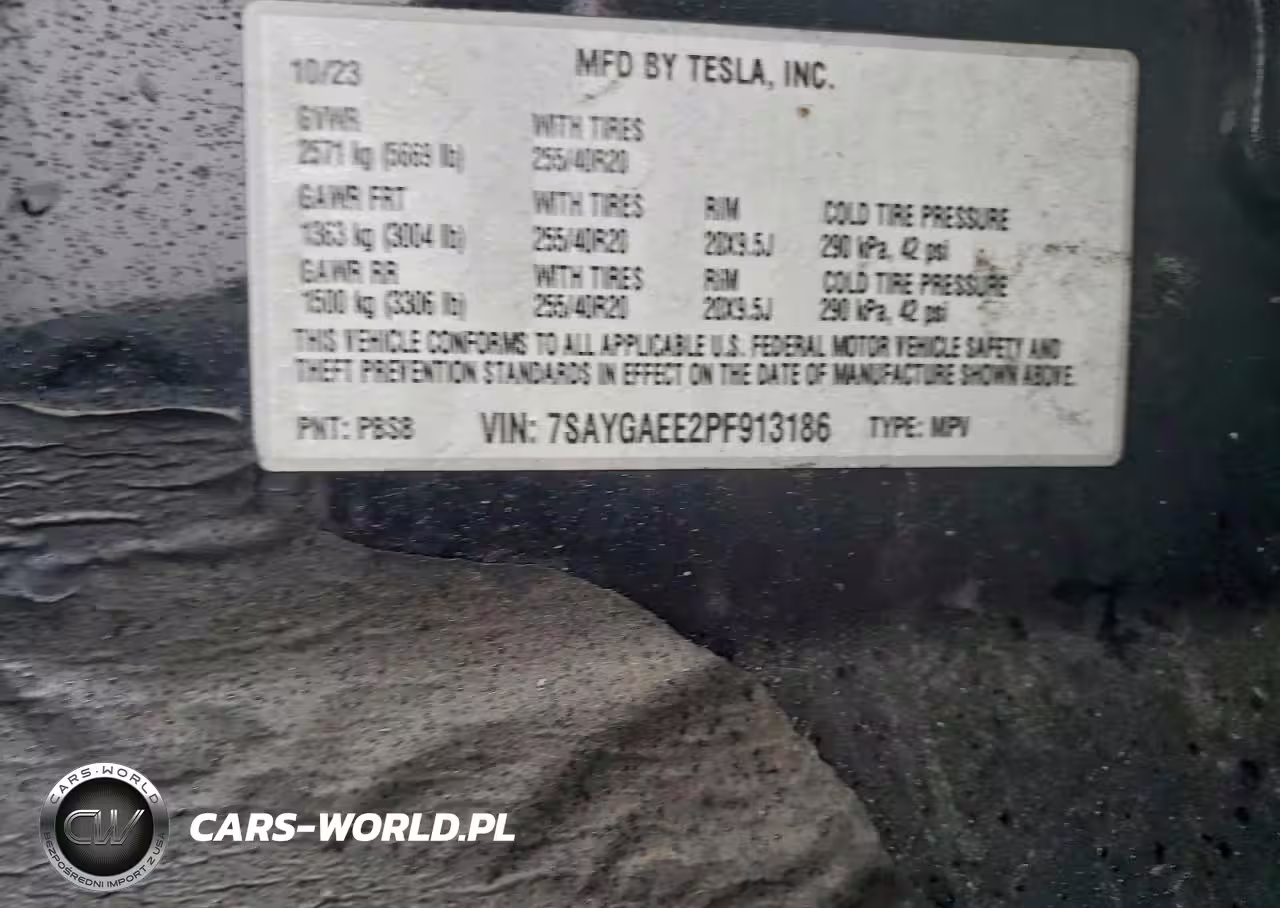 10/23 MFD BY TESLA, INC.
GVWR WITH TIRES
2571 kg (5669 lb) 255/40R20
GAWR FRT WITH TIRES RIM COLD TIRE PRESSURE
1363 kg (3004 lb) 255/40R20 20X9.5J 290 kPa, 42 psi
GAWR RR WITH TIRES RIM COLD TIRE PRESSURE
1500 kg (3306 lb) 255/40R20 20X9.5J 290 kPa, 42 psi
THIS VEHICLE CONFORMS TO ALL APPLICABLE U.S. FEDERAL MOTOR VEHICLE SAFETY AND
THEFT PREVENTION STANDARDS IN EFFECT ON THE DATE OF MANUFACTURE SHOWN ABOVE.
PNT: PBSB VIN: 7SAYGAEE2PF913186 TYPE: MPV
CARS-WORLD
CW
BEZPOŚREDNI IMPORT Z USA
CARS-WORLD.PL